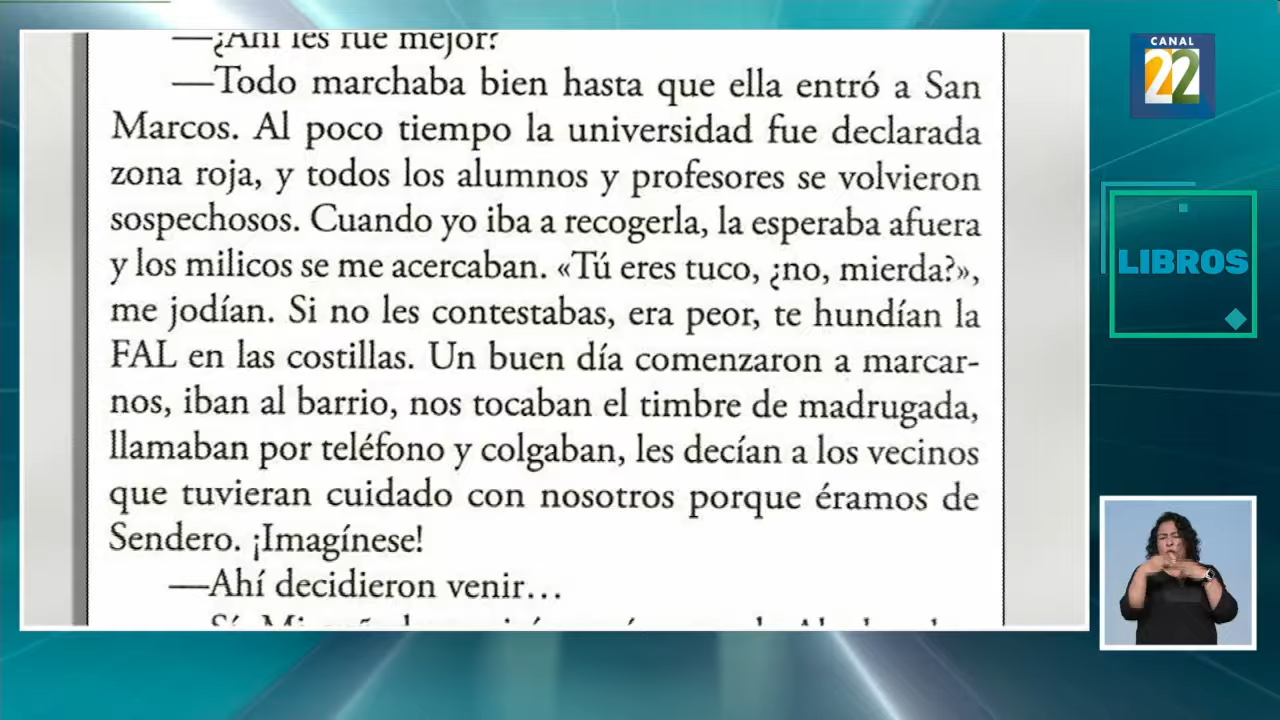 —¿Ahí les fue mejor?
—Todo marchaba bien hasta que ella entró a San
Marcos. Al poco tiempo la universidad fue declarada
zona roja, y todos los alumnos y profesores se volvieron
sospechosos. Cuando yo iba a recogerla, la esperaba afuera
y los milicos se me acercaban. «Tú eres tuco, ¿no, mierda?»,
me jodían. Si no les contestabas, era peor, te hundían la
FAL en las costillas. Un buen día comenzaron a marcar-
nos, iban al barrio, nos tocaban el timbre de madrugada,
llamaban por teléfono y colgaban, les decían a los vecinos
que tuvieran cuidado con nosotros porque éramos de
Sendero. ¡Imagínese!
—Ahí decidieron venir…
CANAL
22
LIBROS